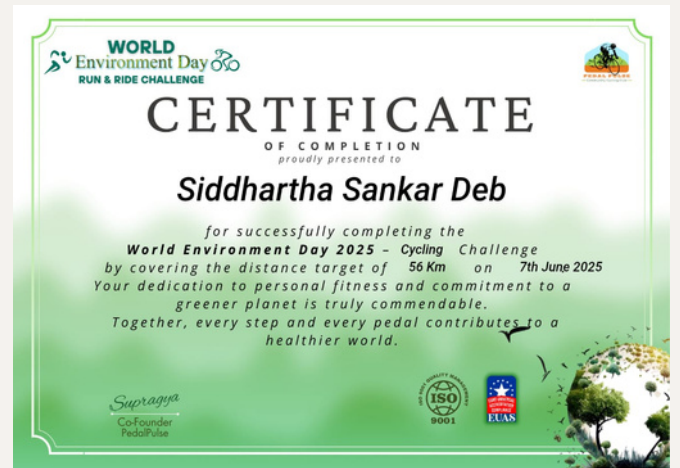 WORLD
Environment Day
RUN & RIDE CHALLENGE
PEDAL PULSE
CERTIFICATE
OF COMPLETION
proudly presented to
Siddhartha Sankar Deb
for successfully completing the
World Environment Day 2025 – Cycling Challenge
by covering the distance target of 56 Km on 7th June 2025
Your dedication to personal fitness and commitment to a
greener planet is truly commendable.
Together, every step and every pedal contributes to a
healthier world.
Supragya
Co-Founder
PedalPulse
ISO
9001
EUAS